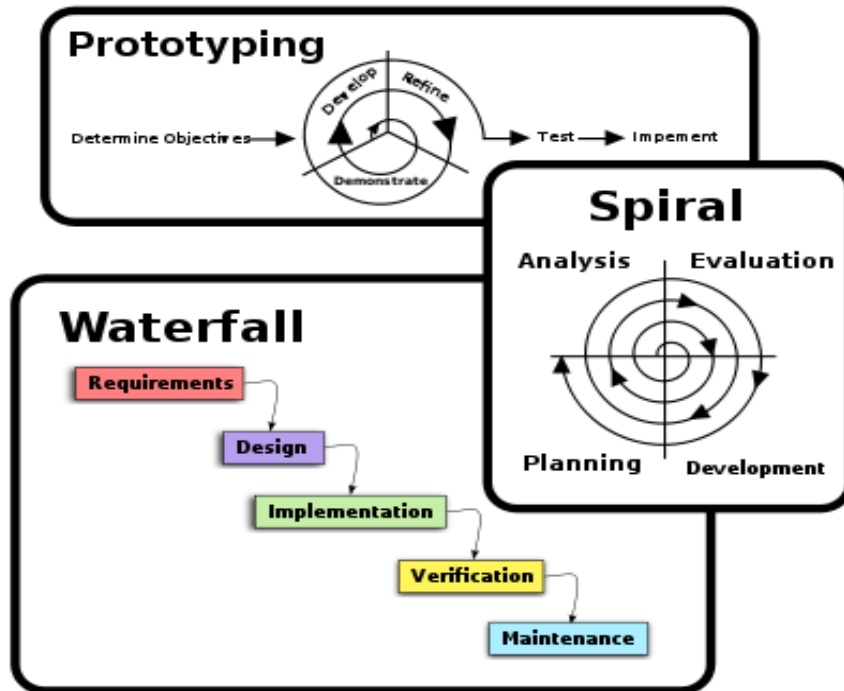 Prototyping
Develop
Refine
Determine Objectives
Test
Impement
Demonstrate
Spiral
Analysis
Evaluation
Planning
Development
Waterfall
Requirements
Design
Implementation
Verification
Maintenance